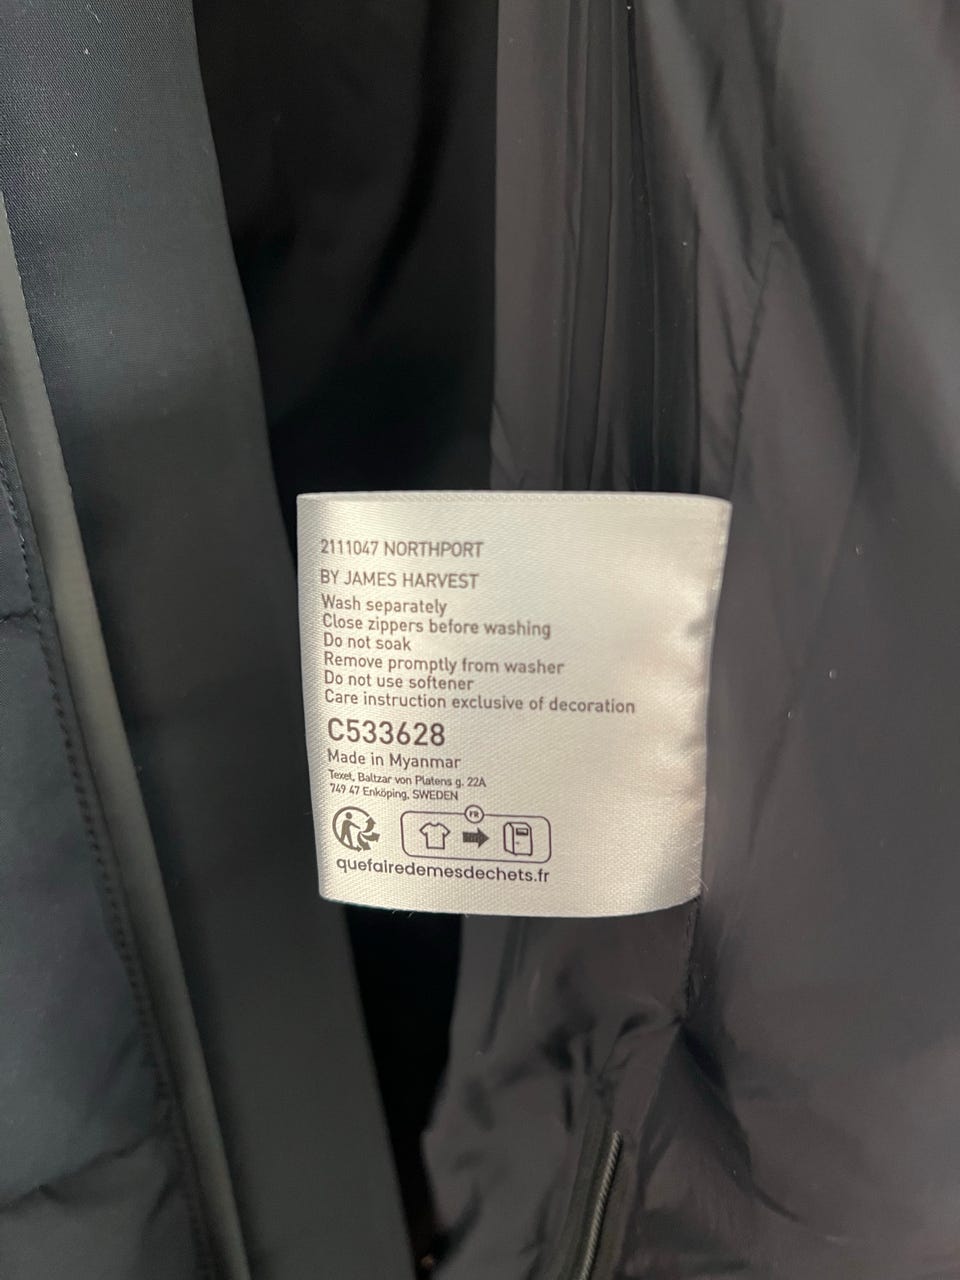 2111047 NORTHPORT
BY JAMES HARVEST
Wash separately
Close zippers before washing
Do not soak
Remove promptly from washer
Do not use softener
Care instruction exclusive of decoration
C533628
Made in Myanmar
Texet, Baltzar von Platens g. 22A
749 47 Enköping, SWEDEN
FR
quefairedemesdechets.fr